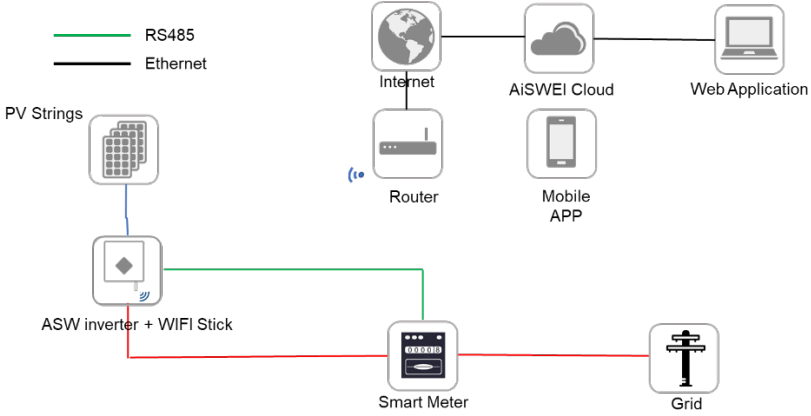 RS485
Ethernet
Internet
AiSWEI Cloud
Web Application
PV Strings
Router
Mobile
APP
ASW inverter + WIFI Stick
Smart Meter
Grid